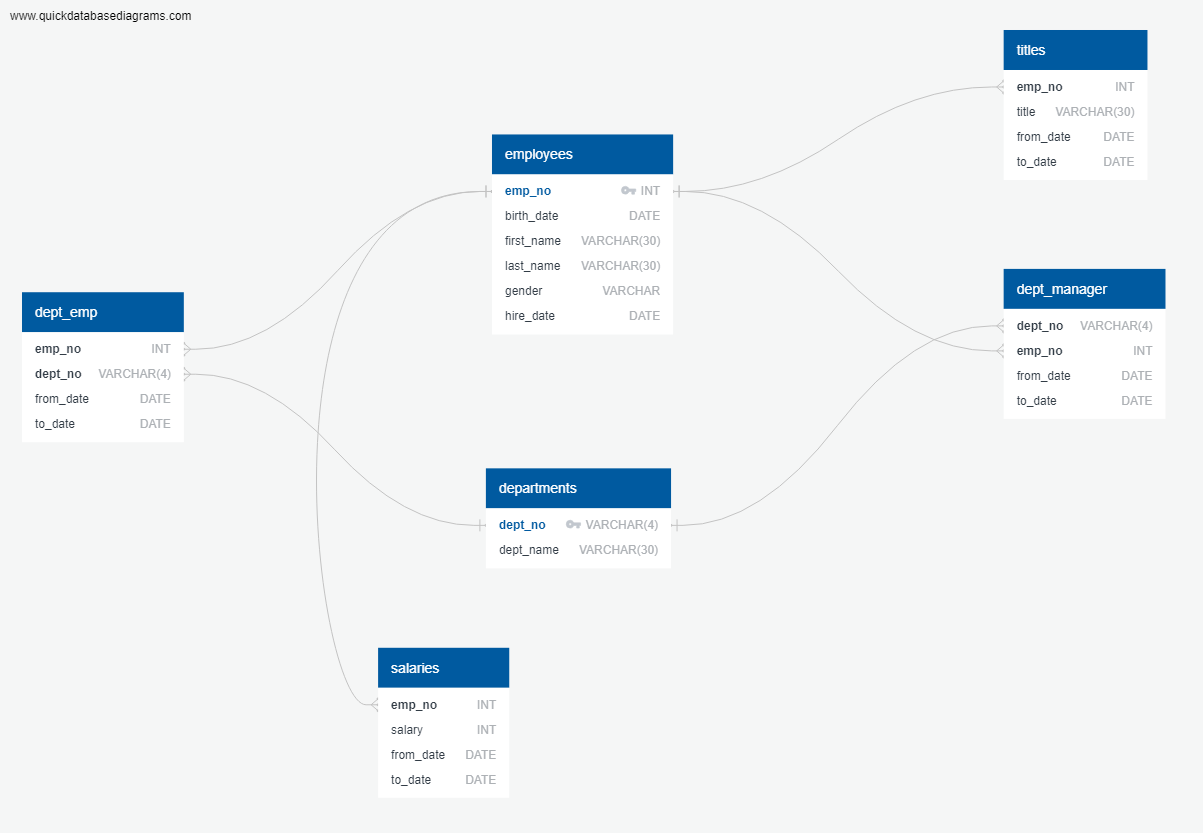 www.quickdatabasediagrams.com
titles
emp_no INT
title VARCHAR(30)
from_date DATE
to_date DATE
employees
emp_no INT
birth_date DATE
first_name VARCHAR(30)
last_name VARCHAR(30)
gender VARCHAR
hire_date DATE
dept_manager
dept_no VARCHAR(4)
emp_no INT
from_date DATE
to_date DATE
dept_emp
emp_no INT
dept_no VARCHAR(4)
from_date DATE
to_date DATE
departments
dept_no VARCHAR(4)
dept_name VARCHAR(30)
salaries
emp_no INT
salary INT
from_date DATE
to_date DATE